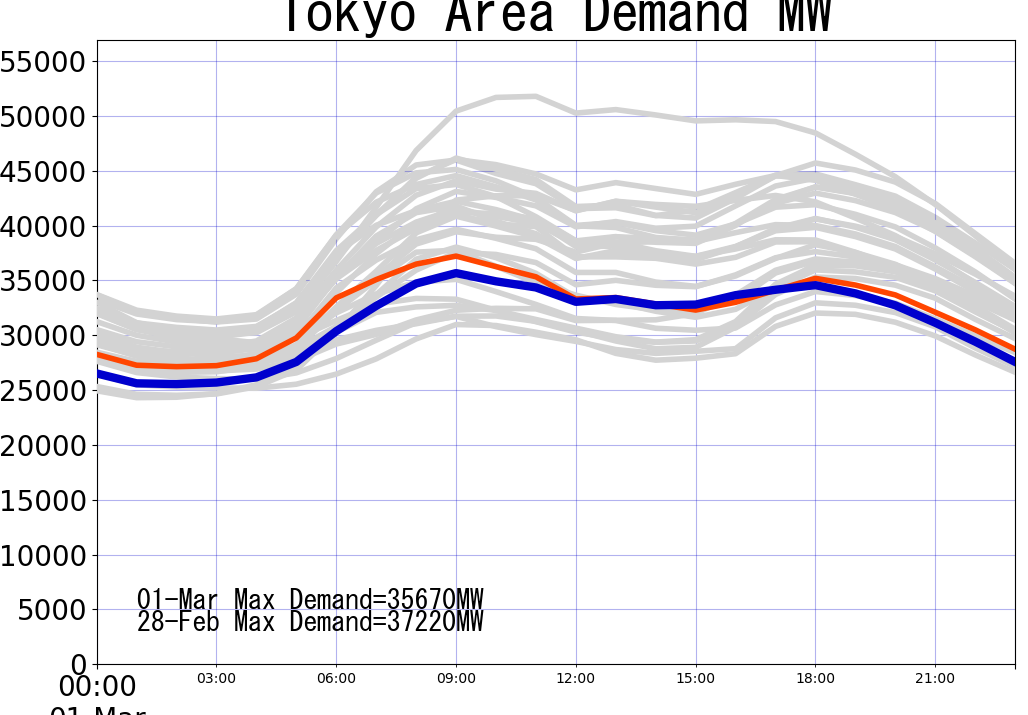 Tokyo Area Demand MW
55000
50000
45000
40000
35000
30000
25000
20000
15000
10000
5000
0
01-Mar Max Demand=35670MW
28-Feb Max Demand=37220MW
00:00 03:00 06:00 09:00 12:00 15:00 18:00 21:00
01-Mar